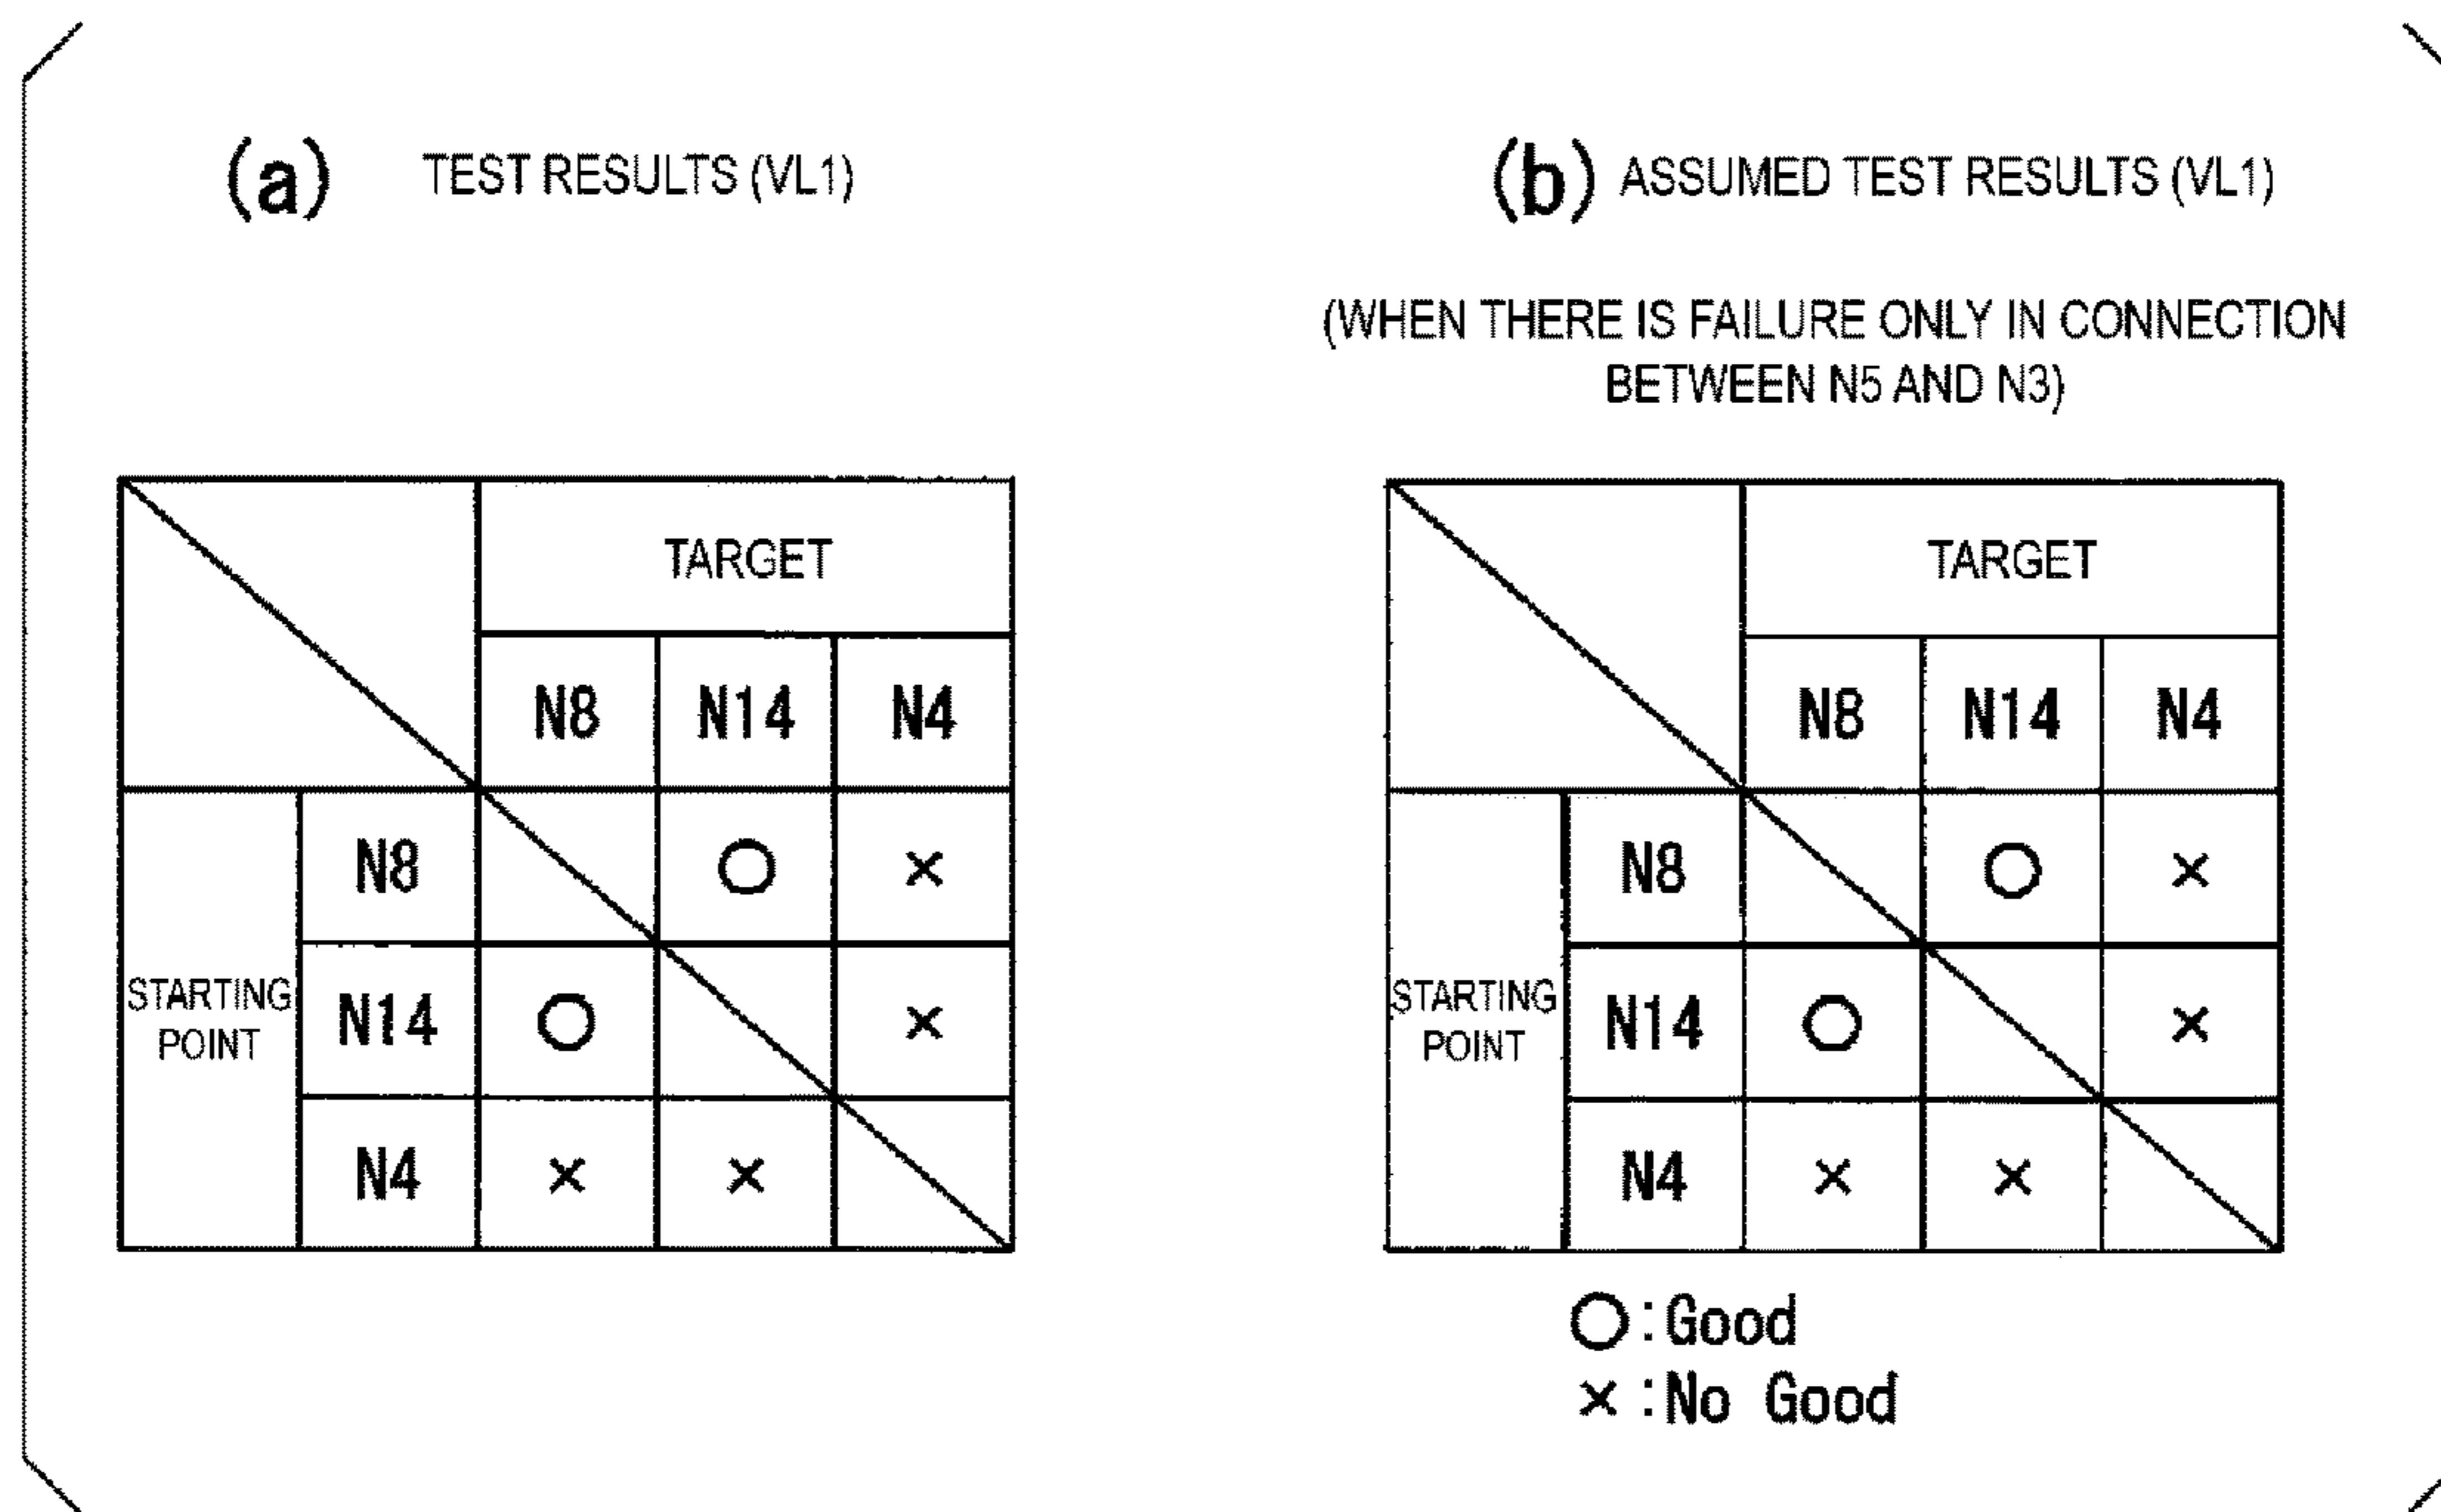 (a) TEST RESULTS (VL1)
TARGET
N8 N14 N4
STARTING
POINT
N8 ○ ×
N14 ○ ×
N4 × ×
(b) ASSUMED TEST RESULTS (VL1)
(WHEN THERE IS FAILURE ONLY IN CONNECTION
BETWEEN N5 AND N3)
TARGET
N8 N14 N4
STARTING
POINT
N8 ○ ×
N14 ○ ×
N4 × ×
○:Good
×:No Good